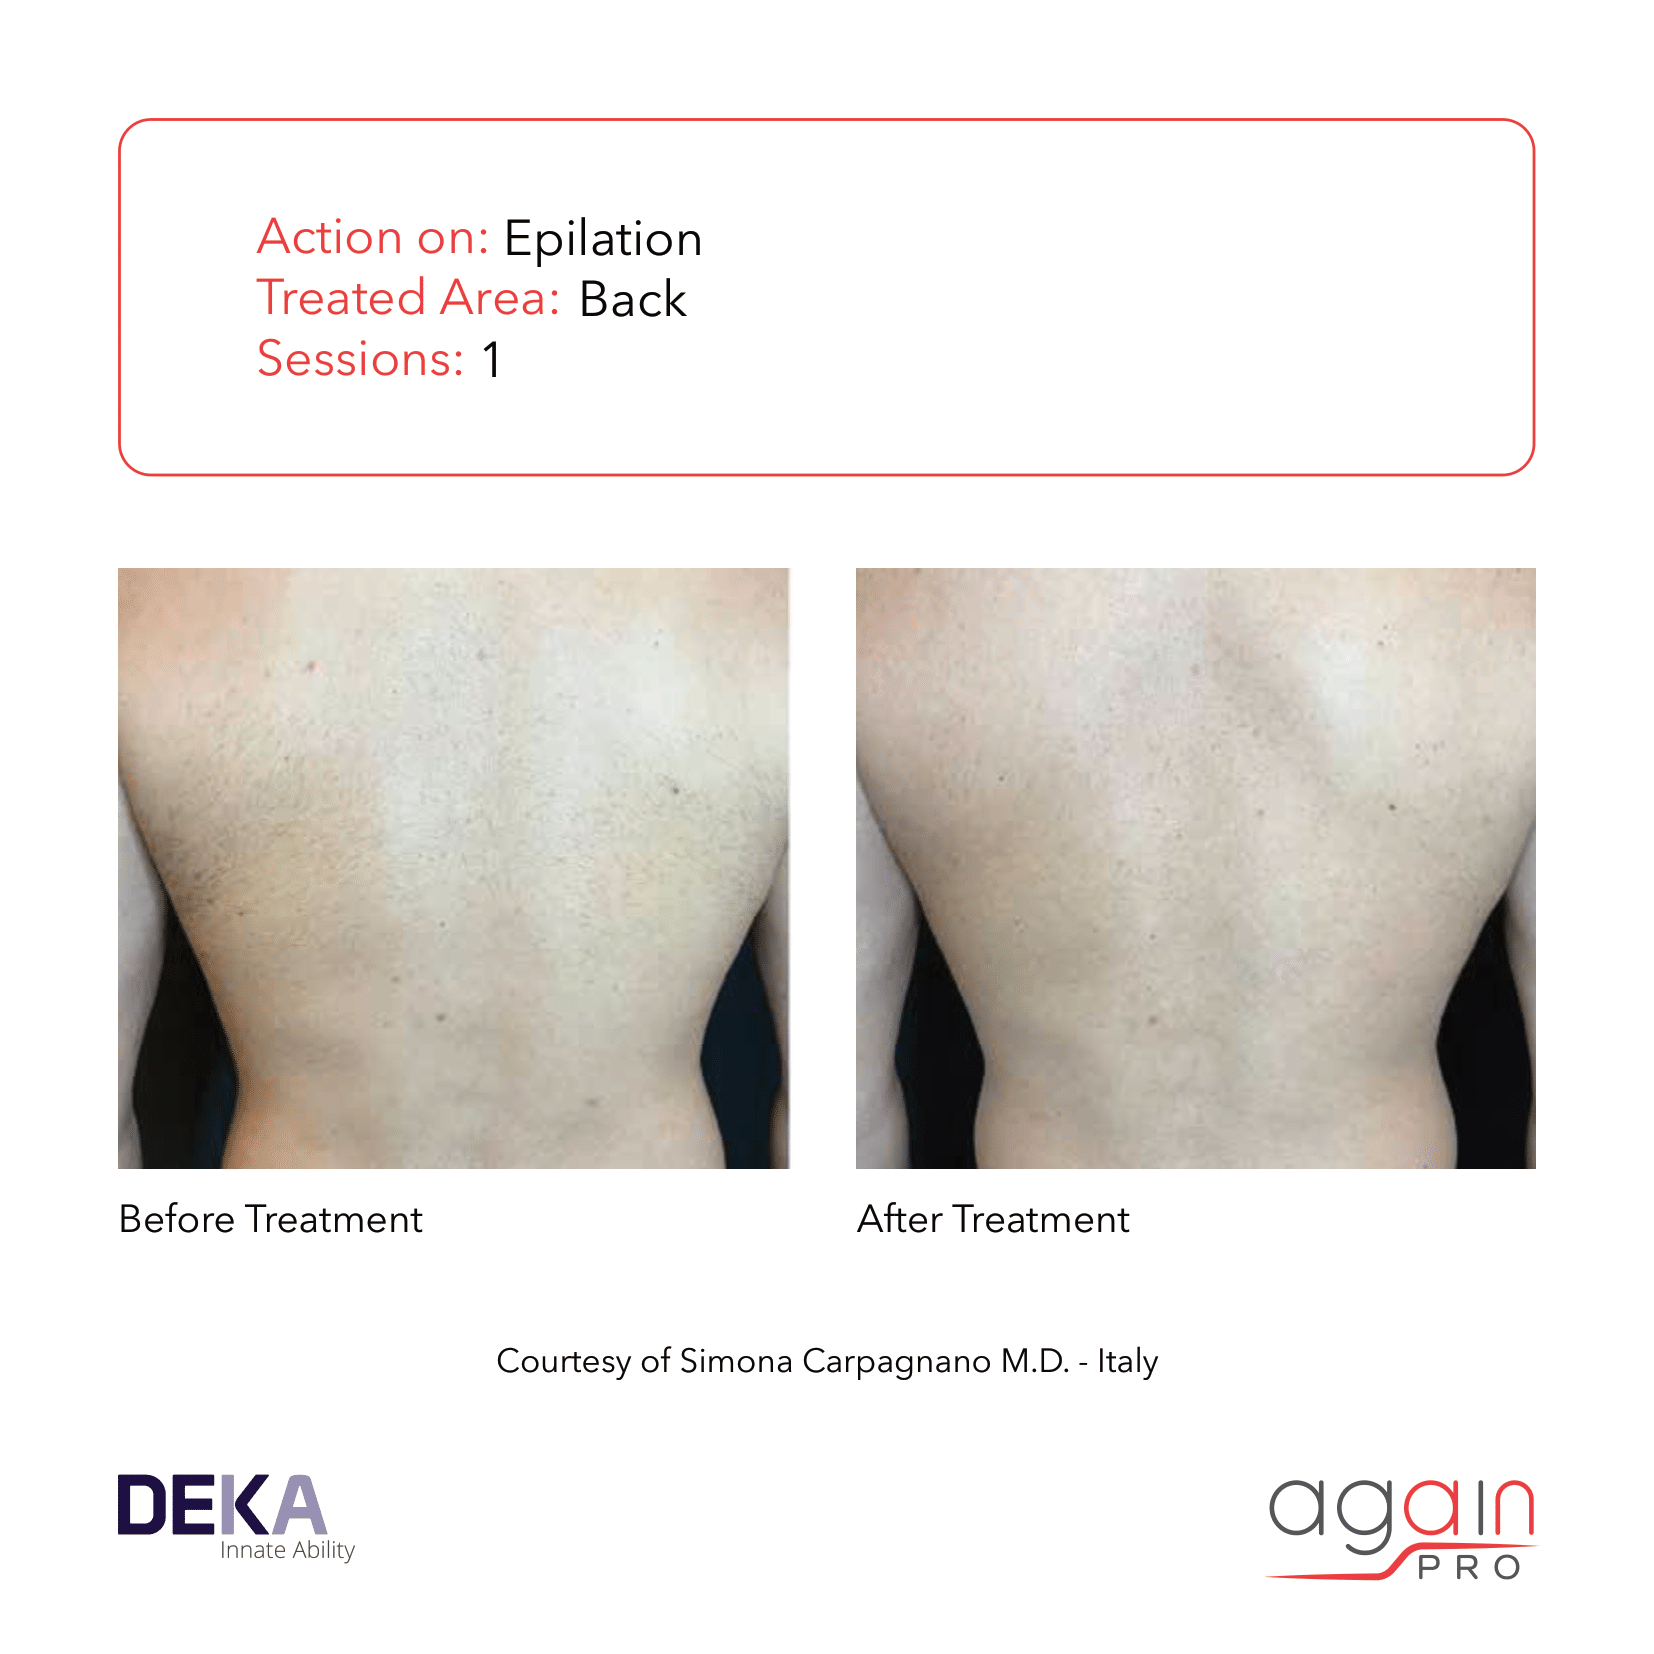 Action on: Epilation
Treated Area: Back
Sessions: 1
Before Treatment
After Treatment
Courtesy of Simona Carpagnano M.D. - Italy
DEKA
Innate Ability
again
PRO